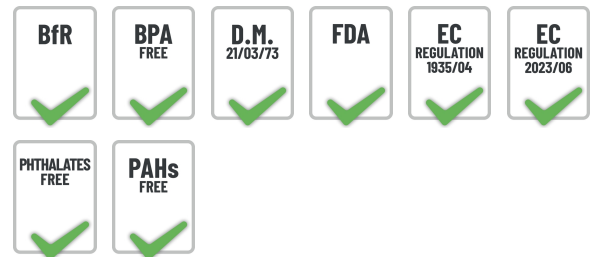 BfR
BPA
FREE
D.M.
21/03/73
FDA
EC
REGULATION
1935/04
EC
REGULATION
2023/06
PHTHALATES
FREE
PAHs
FREE